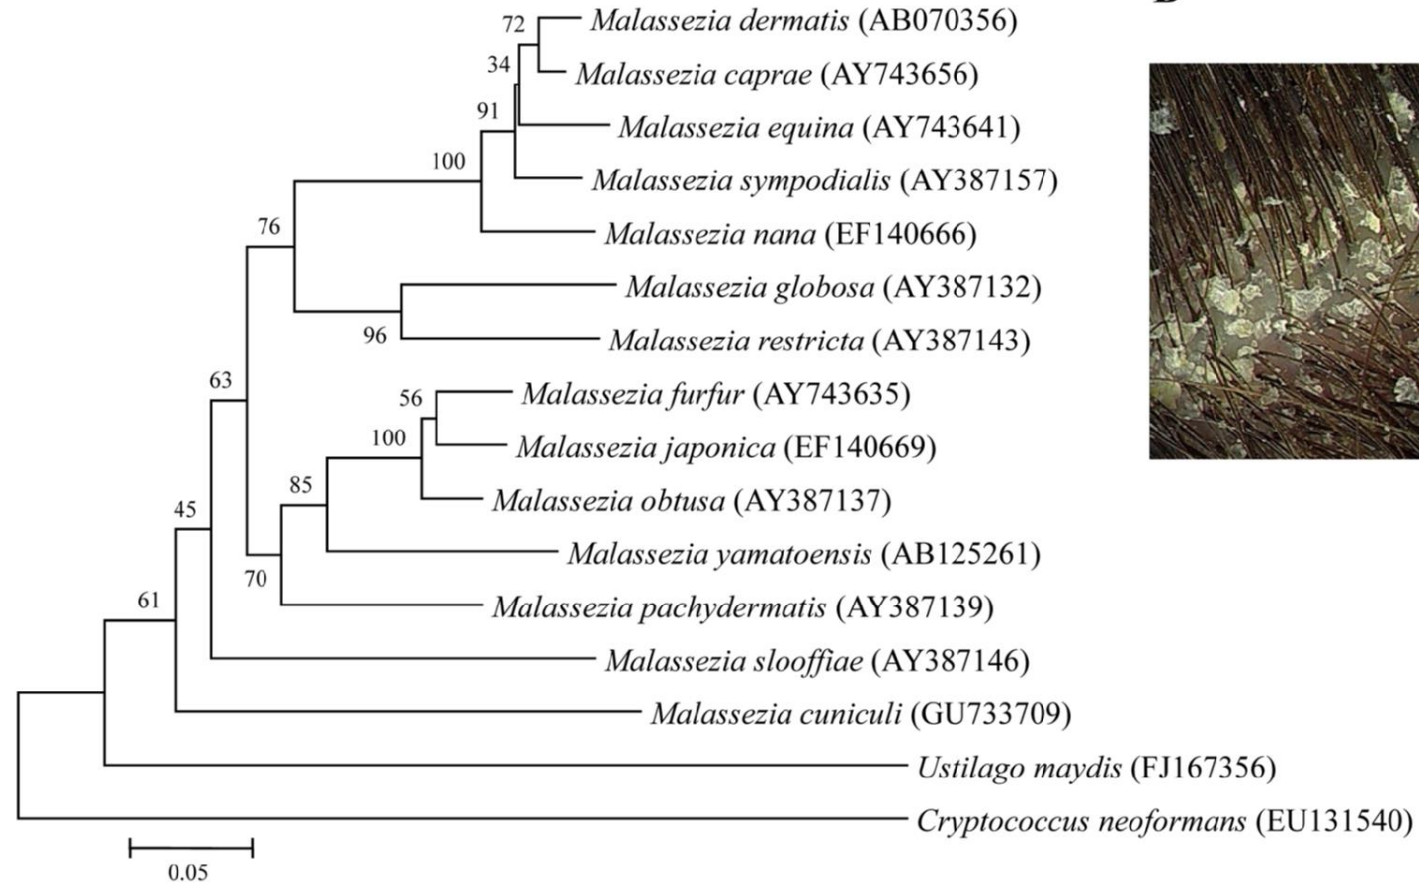 72
Malassezia dermatis (AB070356)
34
Malassezia caprae (AY743656)
91
Malassezia equina (AY743641)
100
Malassezia sympodialis (AY387157)
76
Malassezia nana (EF140666)
Malassezia globosa (AY387132)
96
Malassezia restricta (AY387143)
63
56
Malassezia furfur (AY743635)
100
Malassezia japonica (EF140669)
85
Malassezia obtusa (AY387137)
45
Malassezia yamatoensis (AB125261)
70
61
Malassezia pachydermatis (AY387139)
Malassezia slooffiae (AY387146)
Malassezia cuniculi (GU733709)
Ustilago maydis (FJ167356)
Cryptococcus neoformans (EU131540)
0.05